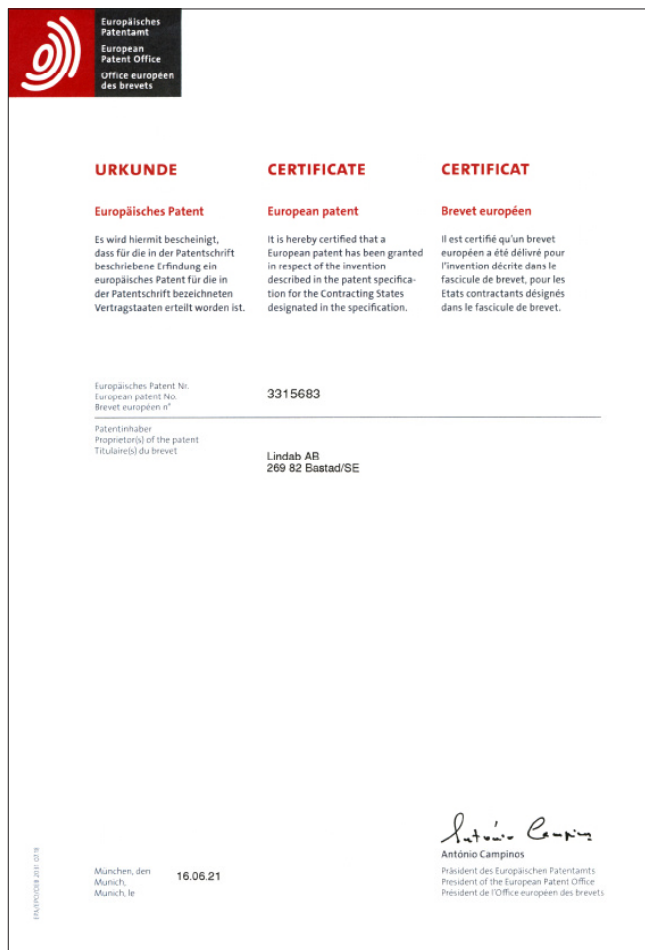 Europäisches
Patentamt
European
Patent Office
Office européen
des brevets
URKUNDE
Europäisches Patent
Es wird hiermit bescheinigt,
dass für die in der Patentschrift
beschriebene Erfindung ein
europäisches Patent für die in
der Patentschrift bezeichneten
Vertragstaaten erteilt worden ist.
CERTIFICATE
European patent
It is hereby certified that a
European patent has been granted
in respect of the invention
described in the patent specifica-
tion for the Contracting States
designated in the specification.
CERTIFICAT
Brevet européen
Il est certifié qu'un brevet
européen a été délivré pour
l'invention décrite dans le
fascicule de brevet, pour les
Etats contractants désignés
dans le fascicule de brevet.
Europäisches Patent Nr.
European patent No.
Brevet européen n°
3315683
Patentinhaber
Proprietor(s) of the patent
Titulaire(s) du brevet
Lindab AB
269 82 Bastad/SE
António Campinos
António Campinos
Präsident des Europäischen Patentamts
President of the European Patent Office
Président de l'Office européen des brevets
München, den
Munich,
Munich, le
16.06.21